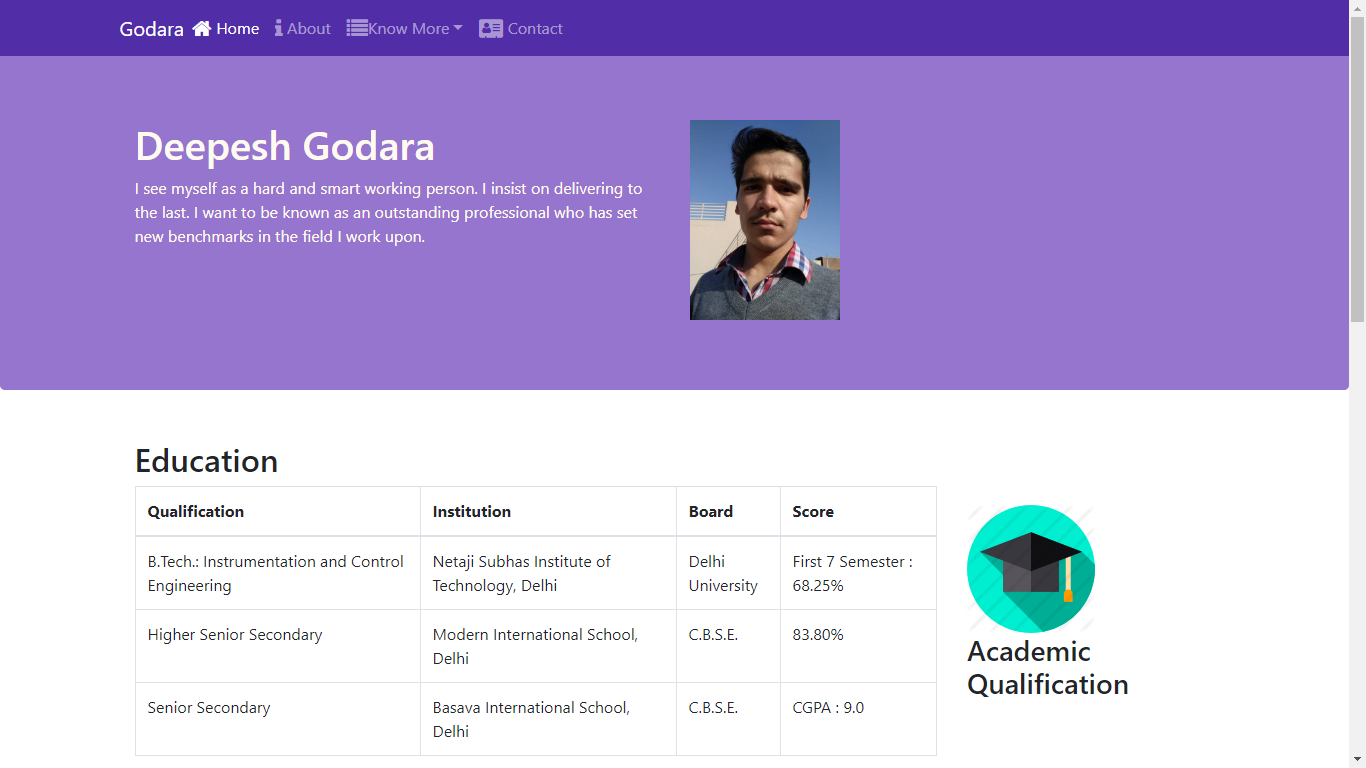 Godara Home About Know More Contact
Deepesh Godara
I see myself as a hard and smart working person. I insist on delivering to
the last. I want to be known as an outstanding professional who has set
new benchmarks in the field I work upon.
Education
Qualification Institution Board Score
B.Tech.: Instrumentation and Control Engineering Netaji Subhas Institute of Technology, Delhi Delhi University First 7 Semester : 68.25%
Higher Senior Secondary Modern International School, Delhi C.B.S.E. 83.80%
Senior Secondary Basava International School, Delhi C.B.S.E. CGPA : 9.0
Academic
Qualification